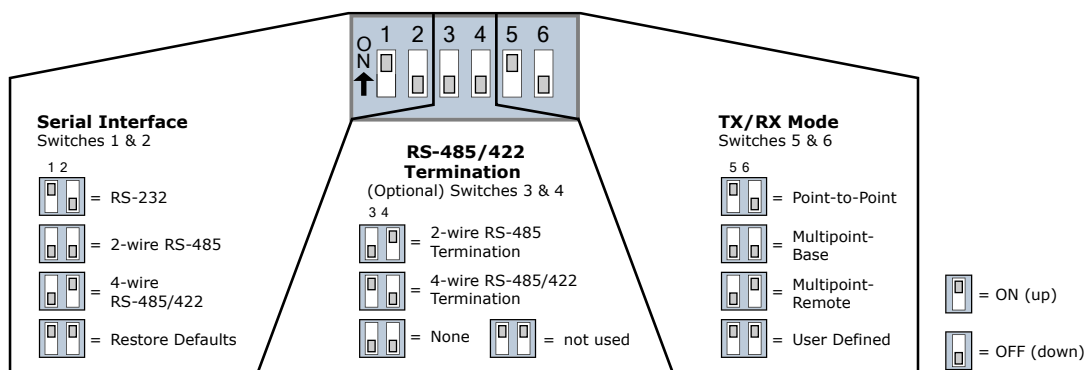 ON
1 2 3 4 5 6
Serial Interface
Switches 1 & 2
1 2
= RS-232
= 2-wire RS-485
= 4-wire
RS-485/422
= Restore Defaults
RS-485/422
Termination
(Optional) Switches 3 & 4
3 4
= 2-wire RS-485
Termination
= 4-wire RS-485/422
Termination
= None
= not used
TX/RX Mode
Switches 5 & 6
5 6
= Point-to-Point
= Multipoint-
Base
= Multipoint-
Remote
= User Defined
= ON (up)
= OFF (down)